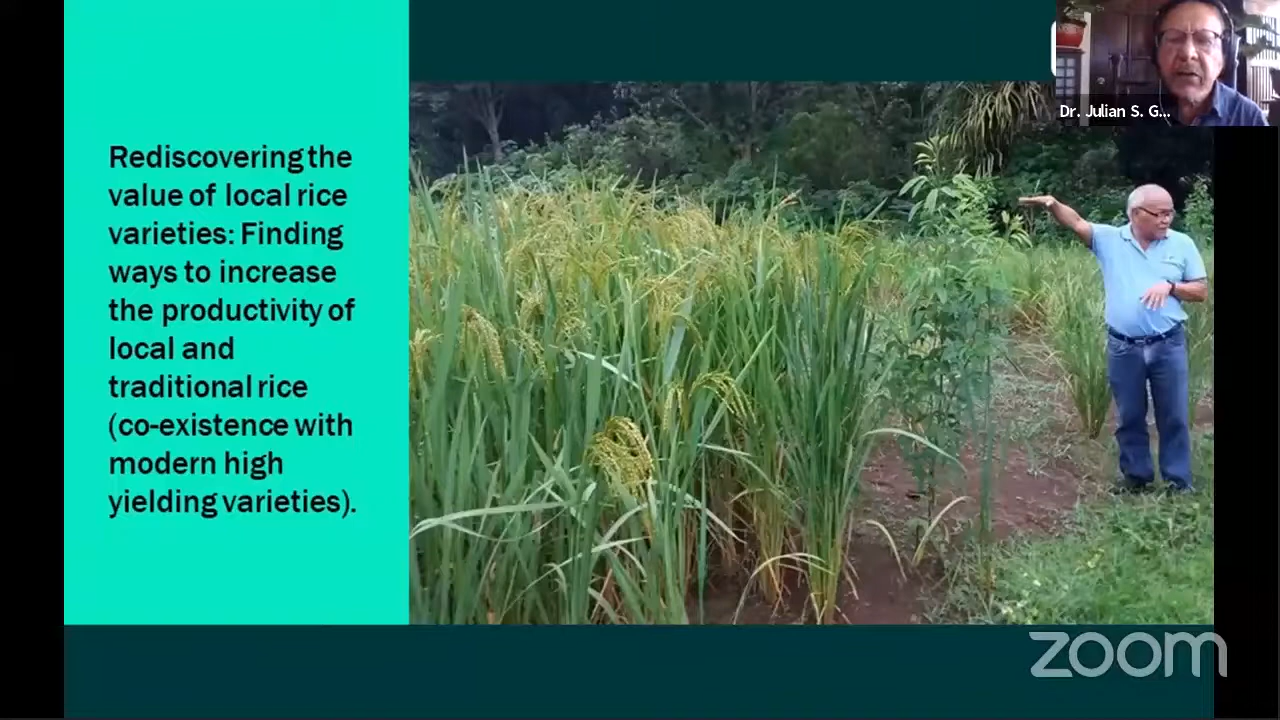 Rediscovering the
value of local rice
varieties: Finding
ways to increase
the productivity of
local and
traditional rice
(co-existence with
modern high
yielding varieties).
Dr. Julian S. G...
zoom